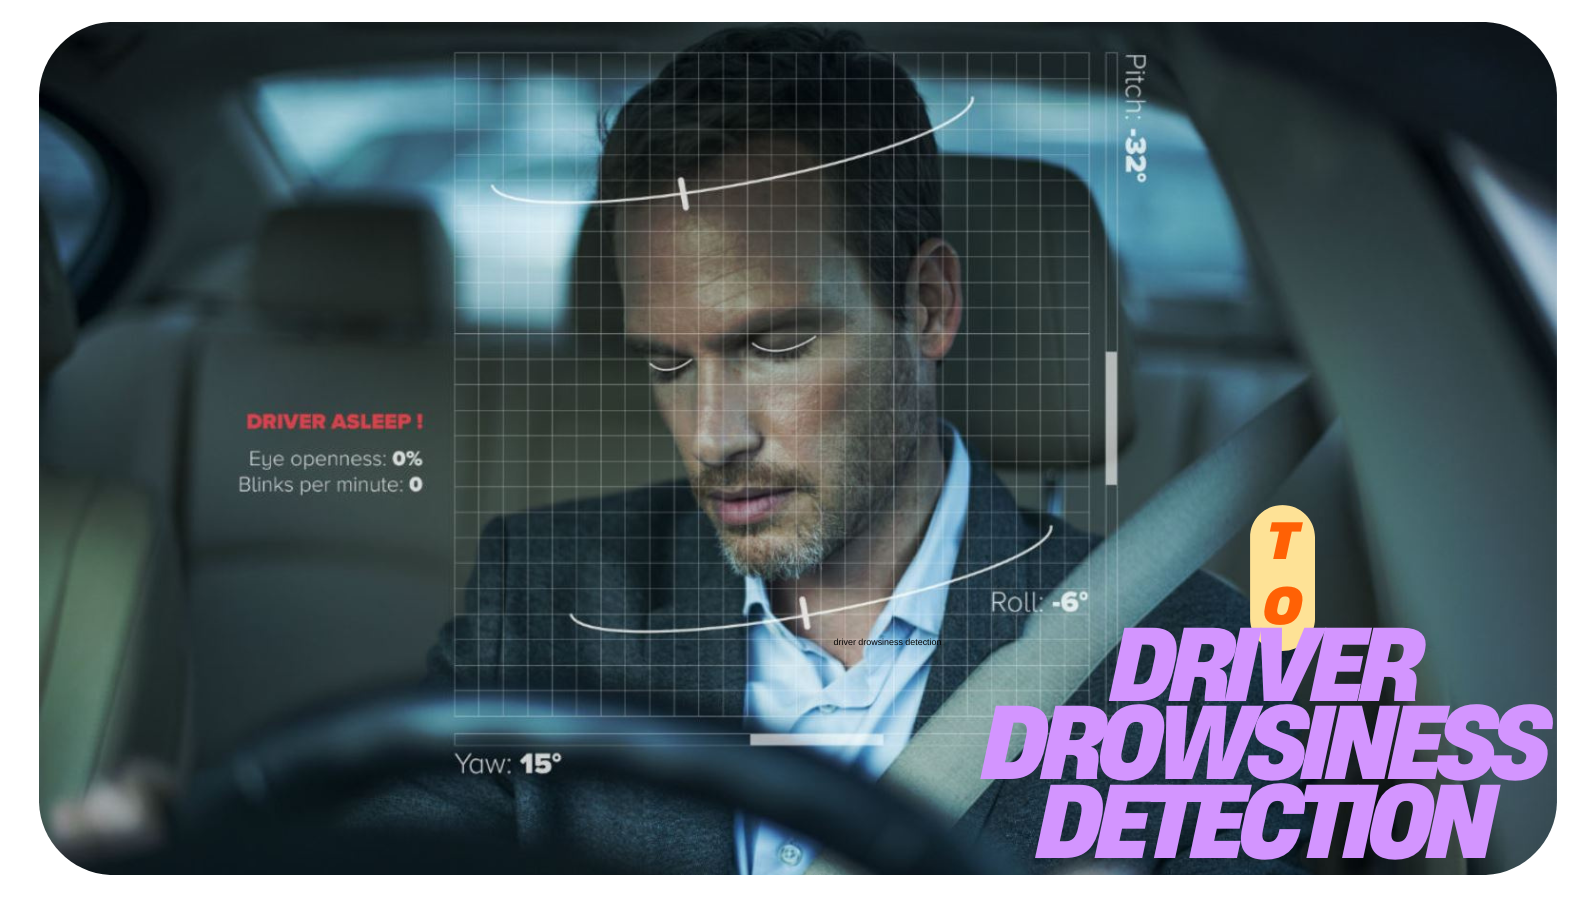 Pitch: -32°
DRIVER ASLEEP !
Eye openness: 0%
Blinks per minute: 0
Roll: -6°
driver drowsiness detection
Yaw: 15°
T
O
DRIVER
DROWSINESS
DETECTION